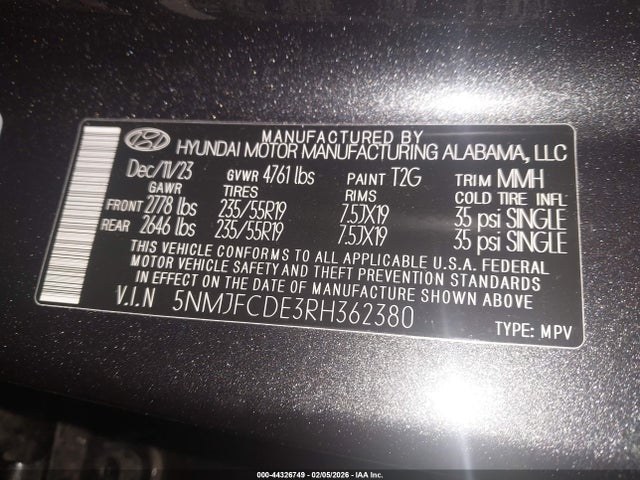 MANUFACTURED BY
HYUNDAI MOTOR MANUFACTURING ALABAMA, LLC
Dec/11/23 GVWR 4761 lbs PAINT T2G TRIM MMH
GAWR TIRES RIMS COLD TIRE INFL
FRONT 2778 lbs 235/55R19 7.5JX19 35 psi SINGLE
REAR 2646 lbs 235/55R19 7.5JX19 35 psi SINGLE
THIS VEHICLE CONFORMS TO ALL APPLICABLE U.S.A. FEDERAL
MOTOR VEHICLE SAFETY AND THEFT PREVENTION STANDARDS
IN EFFECT ON THE DATE OF MANUFACTURE SHOWN ABOVE
V.I.N 5NMJFCDE3RH362380
TYPE: MPV
000-44326749 - 02/05/2026 - IAA Inc.